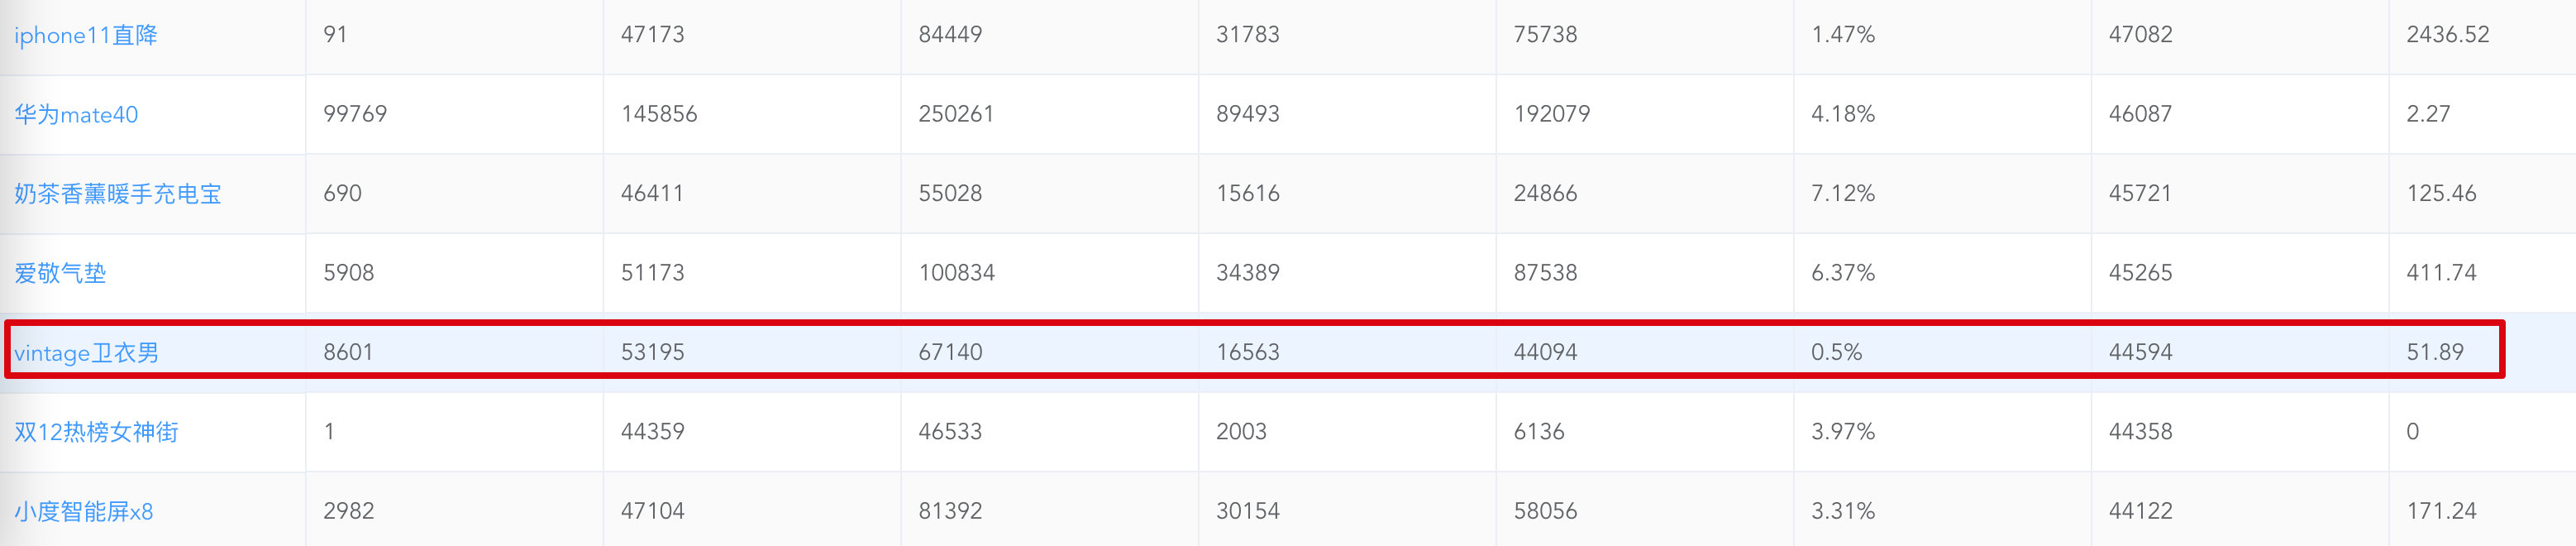 iphone11直降 91 47173 84449 31783 75738 1.47% 47082 2436.52
华为mate40 99769 145856 250261 89493 192079 4.18% 46087 2.27
奶茶香薰暖手充电宝 690 46411 55028 15616 24866 7.12% 45721 125.46
爱敬气垫 5908 51173 100834 34389 87538 6.37% 45265 411.74
vintage卫衣男 8601 53195 67140 16563 44094 0.5% 44594 51.89
双12热榜女神街 1 44359 46533 2003 6136 3.97% 44358 0
小度智能屏x8 2982 47104 81392 30154 58056 3.31% 44122 171.24